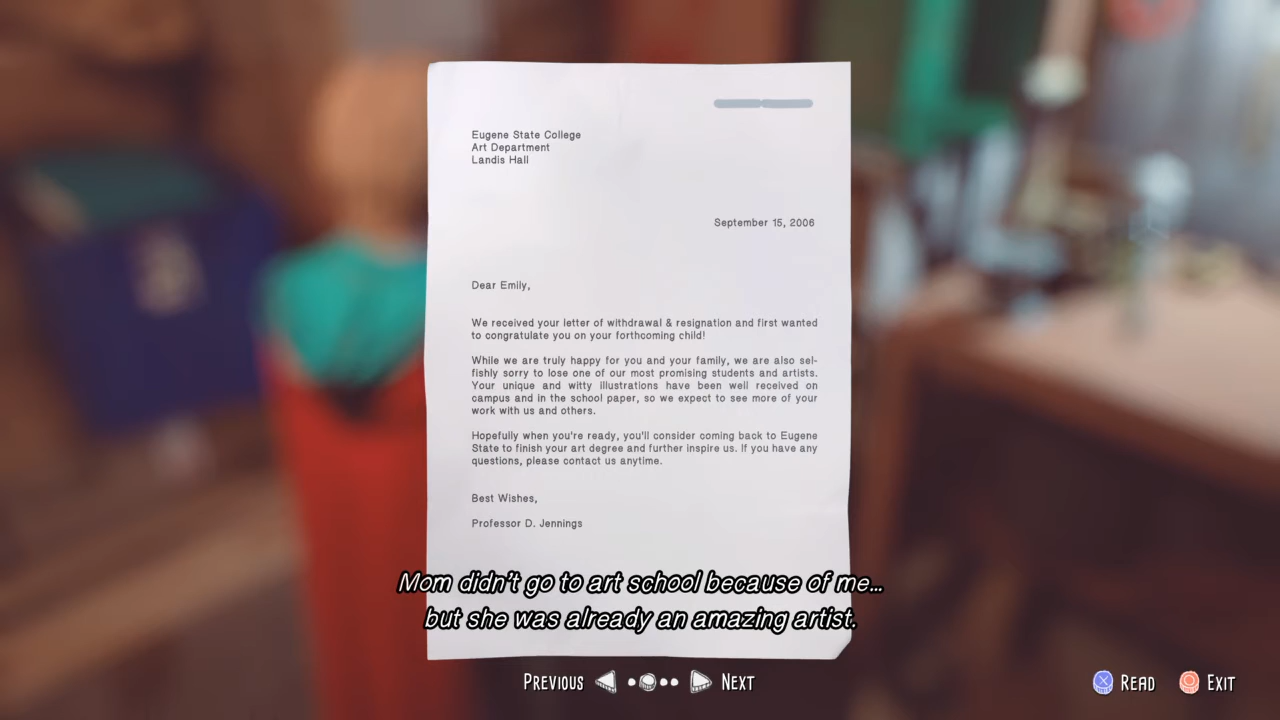 Eugene State College
Art Department
Landis Hall
September 15, 2006
Dear Emily,
We received your letter of withdrawal & resignation and first wanted
to congratulate you on your forthcoming child!
While we are truly happy for you and your family, we are also sel-
fishly sorry to lose one of our most promising students and artists.
Your unique and witty illustrations have been well received on
campus and in the school paper, so we expect to see more of your
work with us and others.
Hopefully when you're ready, you'll consider coming back to Eugene
State to finish your art degree and further inspire us. If you have any
questions, please contact us anytime.
Best Wishes,
Professor D. Jennings
Mom didn't go to art school because of me...
but she was already an amazing artist.
PREVIOUS NEXT
READ EXIT